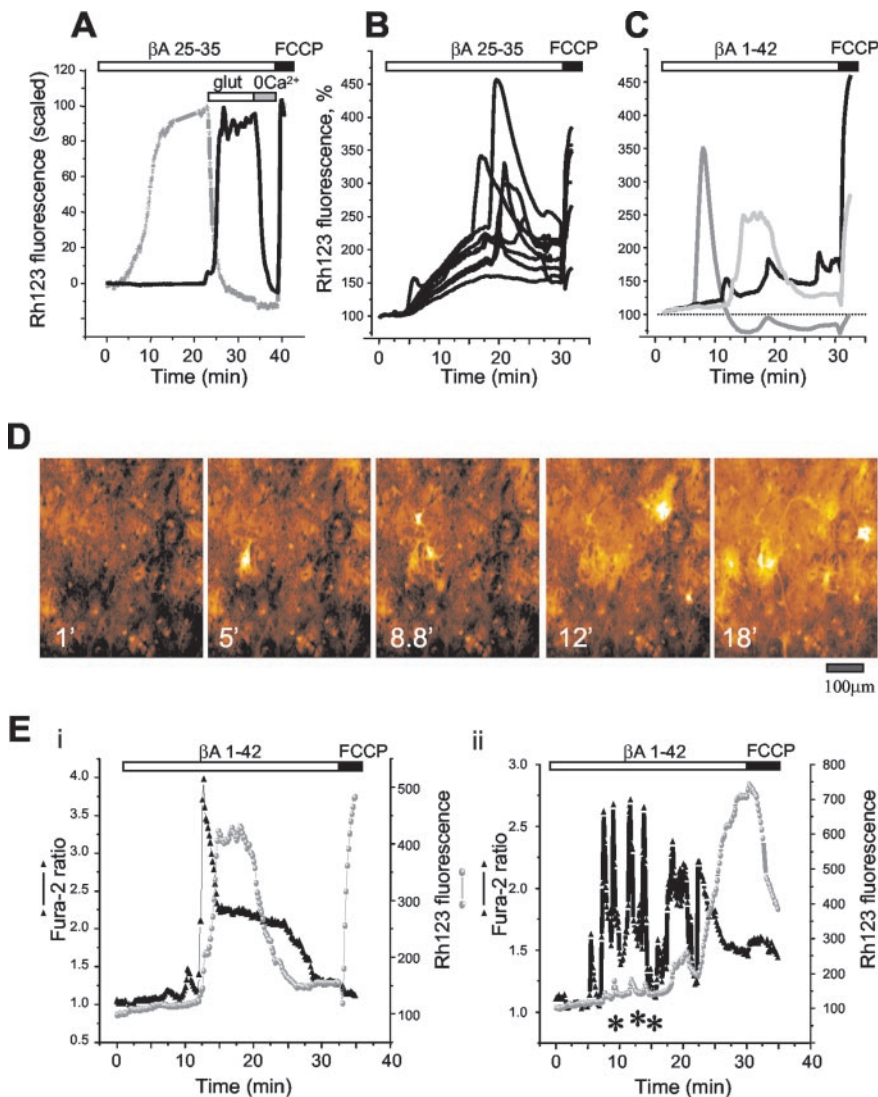 A
βA 25-35
FCCP
glut
0Ca²⁺
Rh123 fluorescence (scaled)
120
100
80
60
40
20
0
0 10 20 30 40
Time (min)
B
βA 25-35
FCCP
Rh123 fluorescence, %
450
400
350
300
250
200
150
100
0 10 20 30
Time (min)
C
βA 1-42
FCCP
450
400
350
300
250
200
150
100
0 10 20 30
Time (min)
D
1'
5'
8.8'
12'
18'
100μm
E
i
βA 1-42
FCCP
Fura-2 ratio
4.0
3.5
3.0
2.5
2.0
1.5
1.0
0.5
500
400
300
200
100
Rh123 fluorescence
0 10 20 30 40
Time (min)
ii
βA 1-42
FCCP
Fura-2 ratio
3.0
2.5
2.0
1.5
1.0
800
700
600
500
400
300
200
100
0
Rh123 fluorescence
* * *
0 10 20 30 40
Time (min)